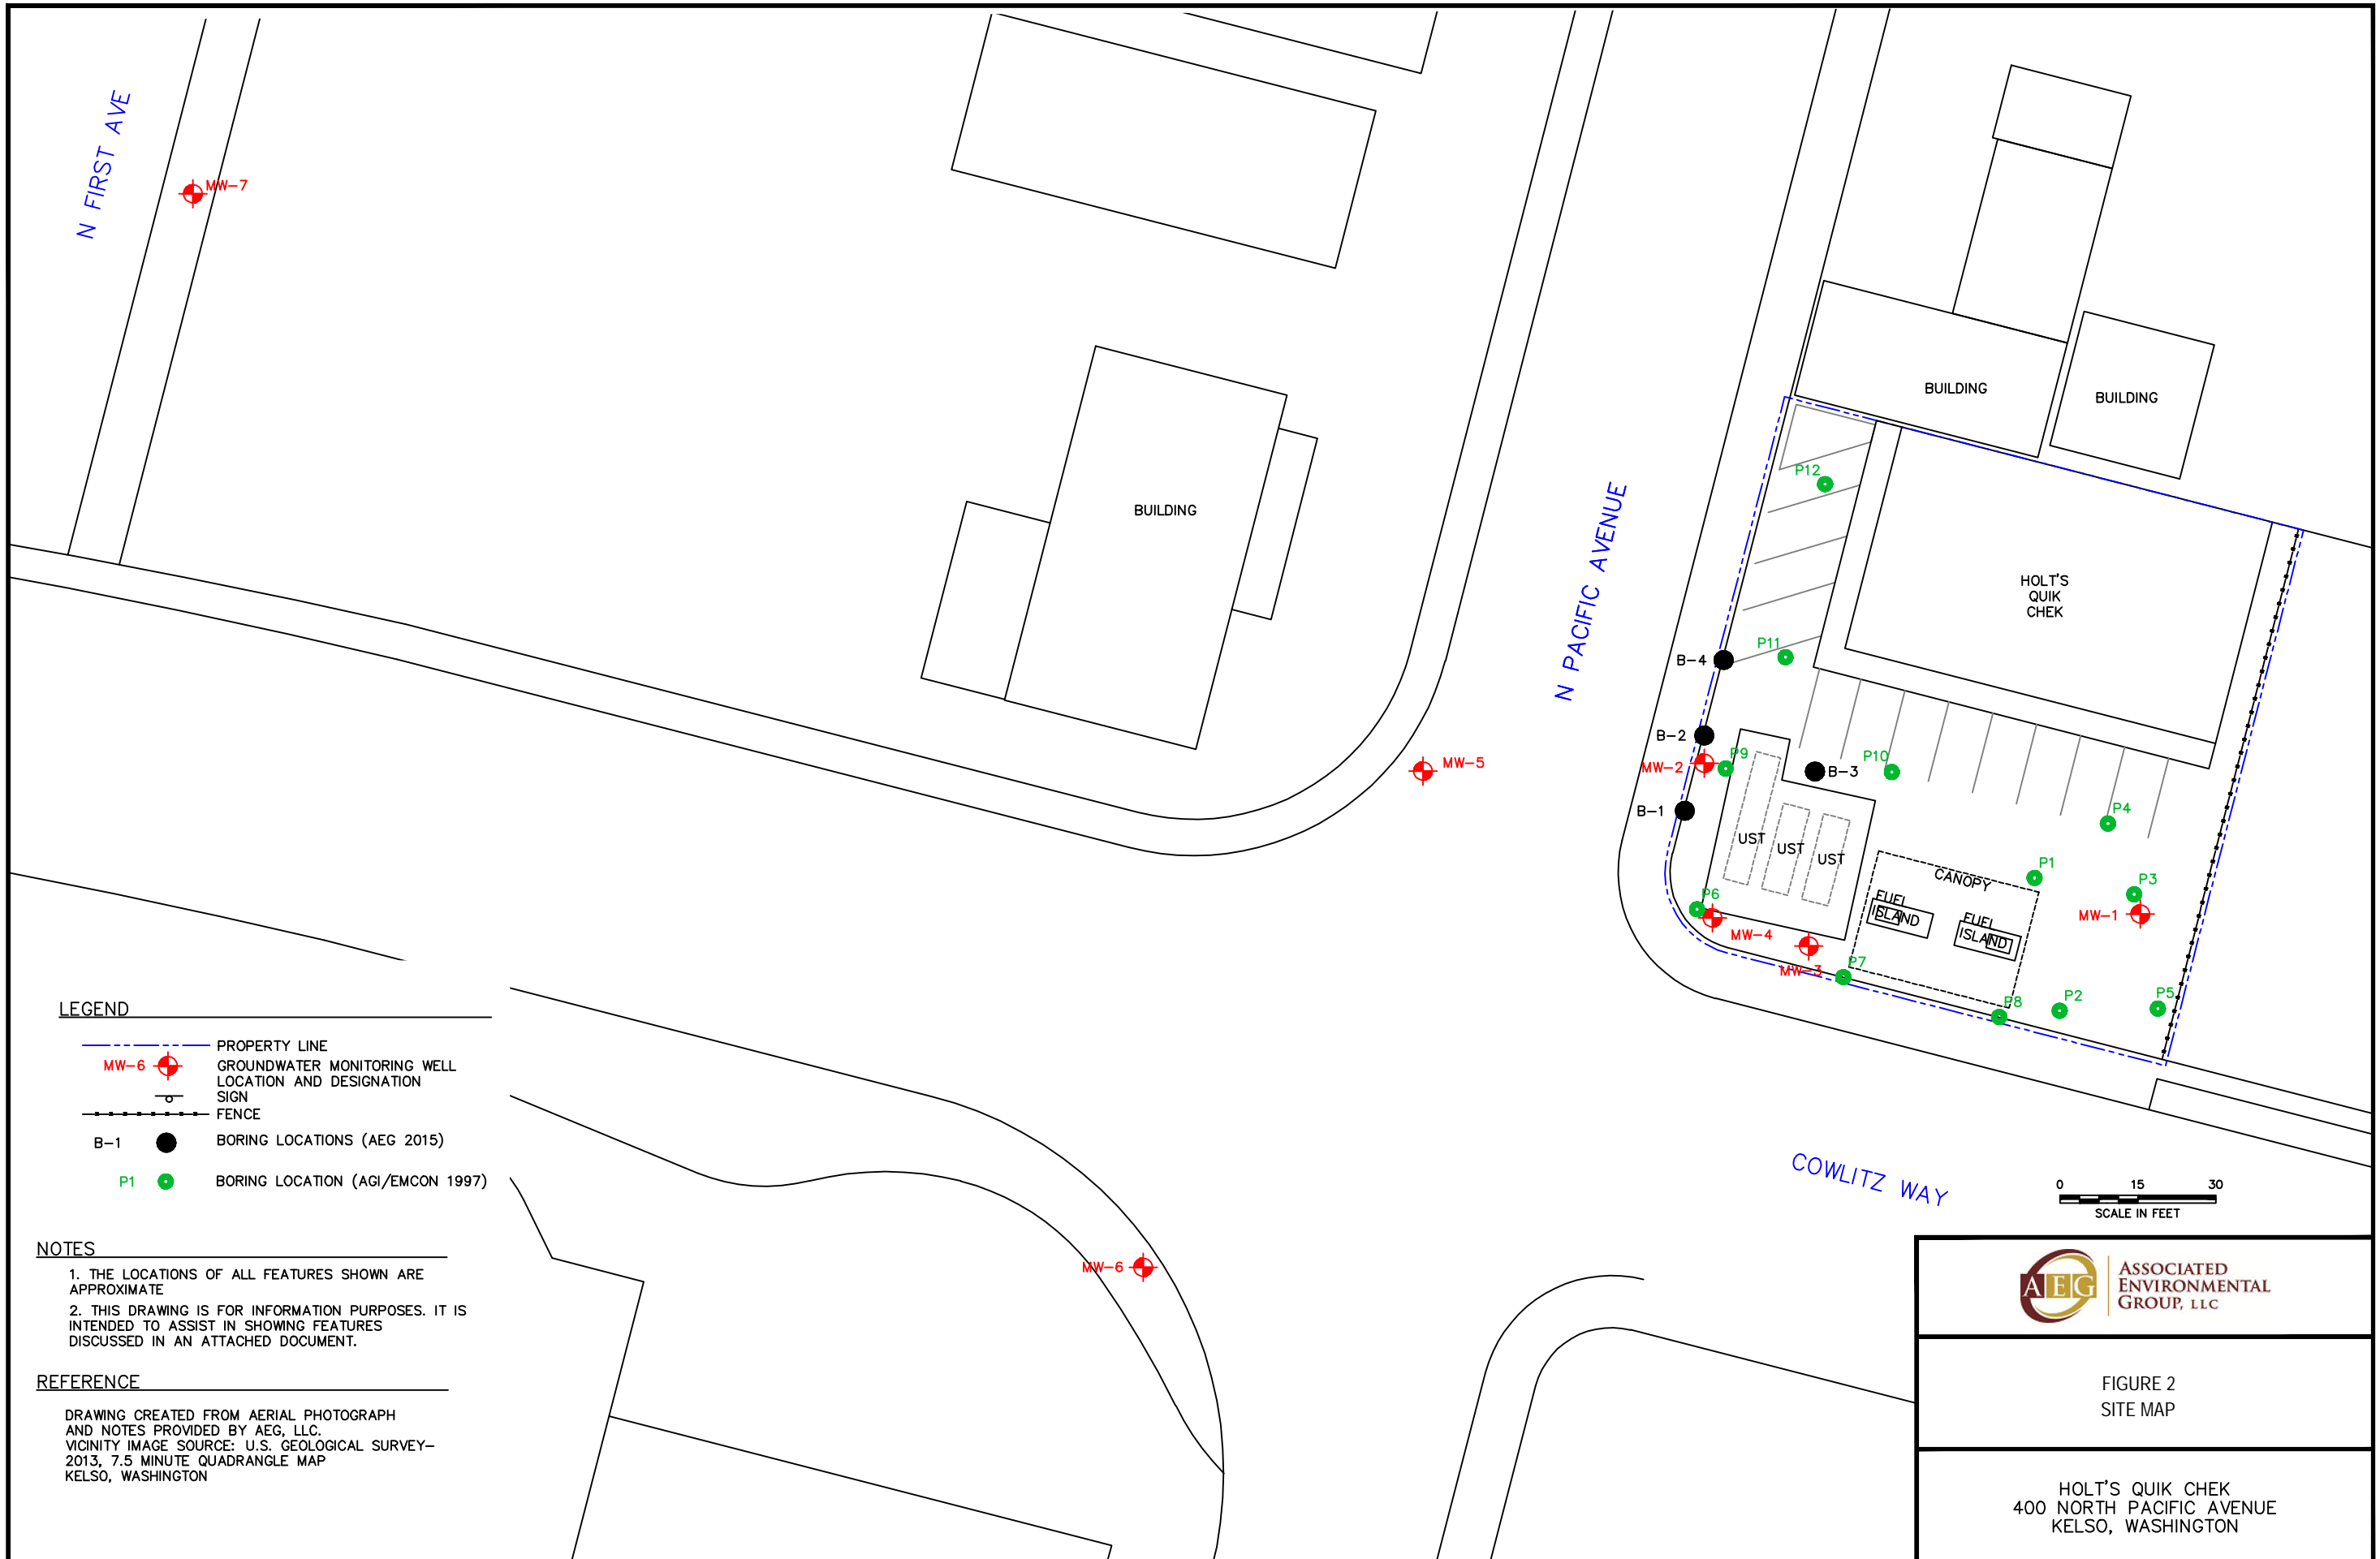 N FIRST AVE
MW-7
BUILDING
BUILDING
BUILDING
P12
HOLT'S
QUIK
CHEK
N PACIFIC AVENUE
P11
B-4
B-2
P9
MW-2
B-3
P10
MW-5
B-1
P4
UST
UST
UST
P1
CANOPY
P3
P6
FUEL
ISLAND
MW-1
FUEL
ISLAND
MW-4
MW-3
P7
P8
P2
P5
COWLITZ WAY
MW-6
0 15 30
SCALE IN FEET
LEGEND
PROPERTY LINE
MW-6 GROUNDWATER MONITORING WELL
LOCATION AND DESIGNATION
SIGN
FENCE
B-1 BORING LOCATIONS (AEG 2015)
P1 BORING LOCATION (AGI/EMCON 1997)
NOTES
1. THE LOCATIONS OF ALL FEATURES SHOWN ARE
APPROXIMATE
2. THIS DRAWING IS FOR INFORMATION PURPOSES. IT IS
INTENDED TO ASSIST IN SHOWING FEATURES
DISCUSSED IN AN ATTACHED DOCUMENT.
REFERENCE
DRAWING CREATED FROM AERIAL PHOTOGRAPH
AND NOTES PROVIDED BY AEG, LLC.
VICINITY IMAGE SOURCE: U.S. GEOLOGICAL SURVEY-
2013, 7.5 MINUTE QUADRANGLE MAP
KELSO, WASHINGTON
AEG
ASSOCIATED
ENVIRONMENTAL
GROUP, LLC
FIGURE 2
SITE MAP
HOLT'S QUIK CHEK
400 NORTH PACIFIC AVENUE
KELSO, WASHINGTON